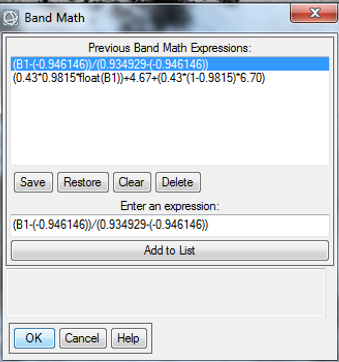 Band Math
Previous Band Math Expressions:
(B1-(-0.946146))/(0.934929-(-0.946146))
(0.43*0.9815*float(B1))+4.67+(0.43*(1-0.9815)*6.70)
Save Restore Clear Delete
Enter an expression:
(B1-(-0.946146))/(0.934929-(-0.946146))
Add to List
OK Cancel Help